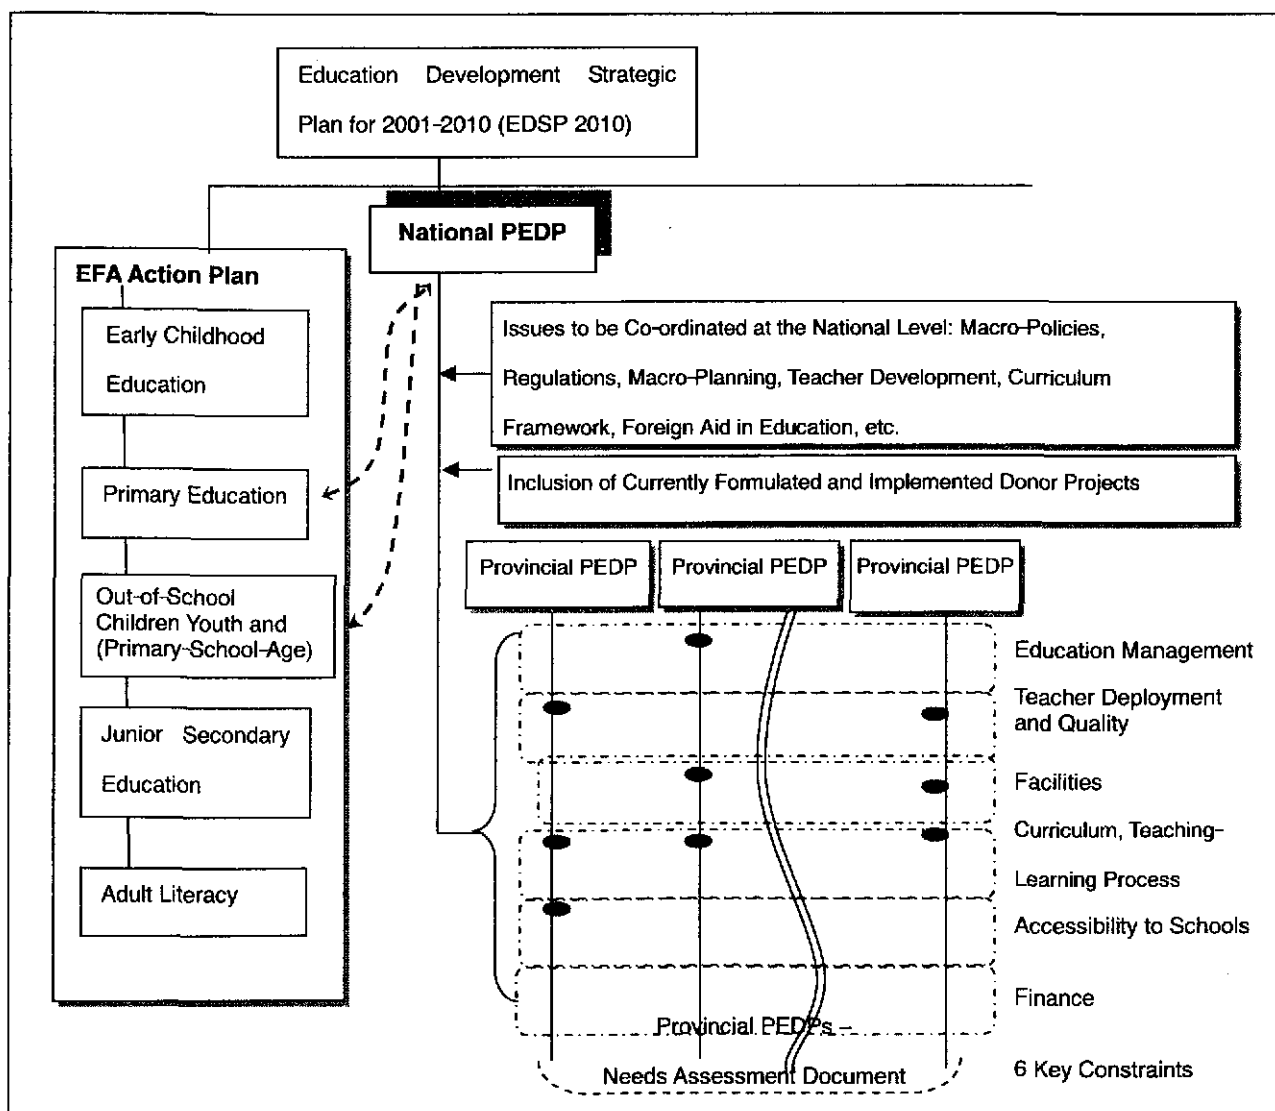 Education Development Strategic
Plan for 2001-2010 (EDSP 2010)
National PEDP
EFA Action Plan
Early Childhood
Education
Primary Education
Out-of-School
Children Youth and
(Primary-School-Age)
Junior Secondary
Education
Adult Literacy
Issues to be Co-ordinated at the National Level: Macro-Policies,
Regulations, Macro-Planning, Teacher Development, Curriculum
Framework, Foreign Aid in Education, etc.
Inclusion of Currently Formulated and Implemented Donor Projects
Provincial PEDP
Provincial PEDP
Provincial PEDP
Education Management
Teacher Deployment
and Quality
Facilities
Curriculum, Teaching-
Learning Process
Accessibility to Schools
Finance
Provincial PEDPs –
Needs Assessment Document
6 Key Constraints